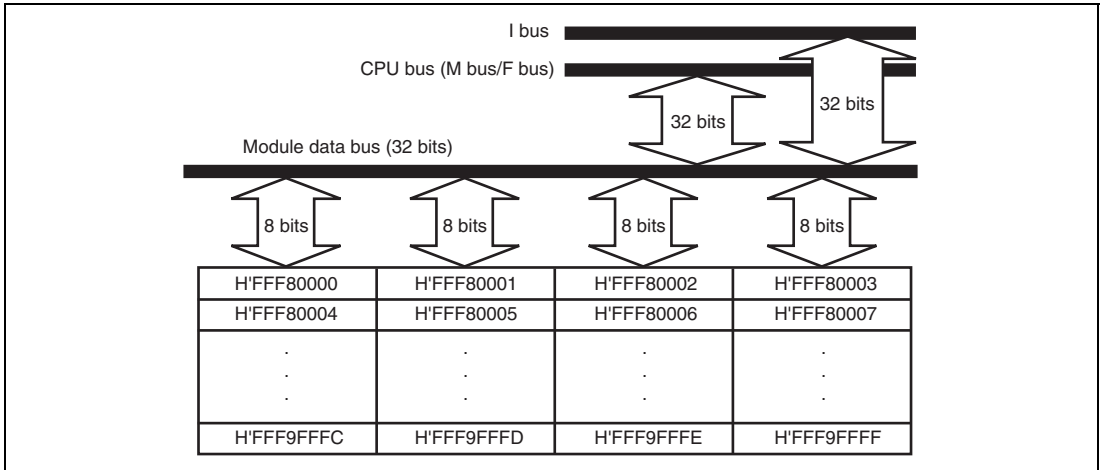 I bus
CPU bus (M bus/F bus)
32 bits
32 bits
Module data bus (32 bits)
8 bits 8 bits 8 bits 8 bits
H'FFF80000 H'FFF80001 H'FFF80002 H'FFF80003
H'FFF80004 H'FFF80005 H'FFF80006 H'FFF80007
. . . .
. . . .
. . . .
H'FFF9FFFC H'FFF9FFFD H'FFF9FFFE H'FFF9FFFF